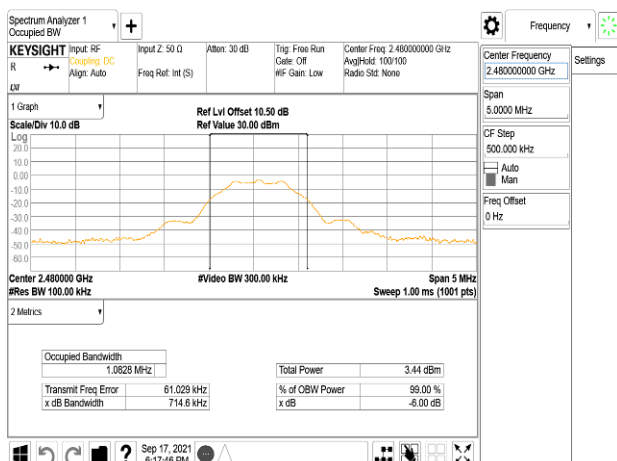 Spectrum Analyzer 1
Occupied BW
+
Frequency
KEYSIGHT Input: RF Input Z: 50 Ω Atten: 30 dB Trig: Free Run Center Freq: 2.480000000 GHz
R Coupling: DC Gate: Off Avg|Hold: 100/100
Align: Auto Freq Ref: Int (S) #IF Gain: Low Radio Std: None
LXI
Center Frequency
2.480000000 GHz
Settings
Span
5.0000 MHz
CF Step
500.000 kHz
Auto
Man
Freq Offset
0 Hz
1 Graph
Ref Lvl Offset 10.50 dB
Scale/Div 10.0 dB Ref Value 30.00 dBm
Log
20.0
10.0
0.00
-10.0
-20.0
-30.0
-40.0
-50.0
-60.0
Center 2.480000 GHz #Video BW 300.00 kHz Span 5 MHz
#Res BW 100.00 kHz Sweep 1.00 ms (1001 pts)
2 Metrics
Occupied Bandwidth
1.0828 MHz
Total Power 3.44 dBm
Transmit Freq Error 61.029 kHz % of OBW Power 99.00 %
x dB Bandwidth 714.6 kHz x dB -6.00 dB
? Sep 17, 2021
6:17:46 PM